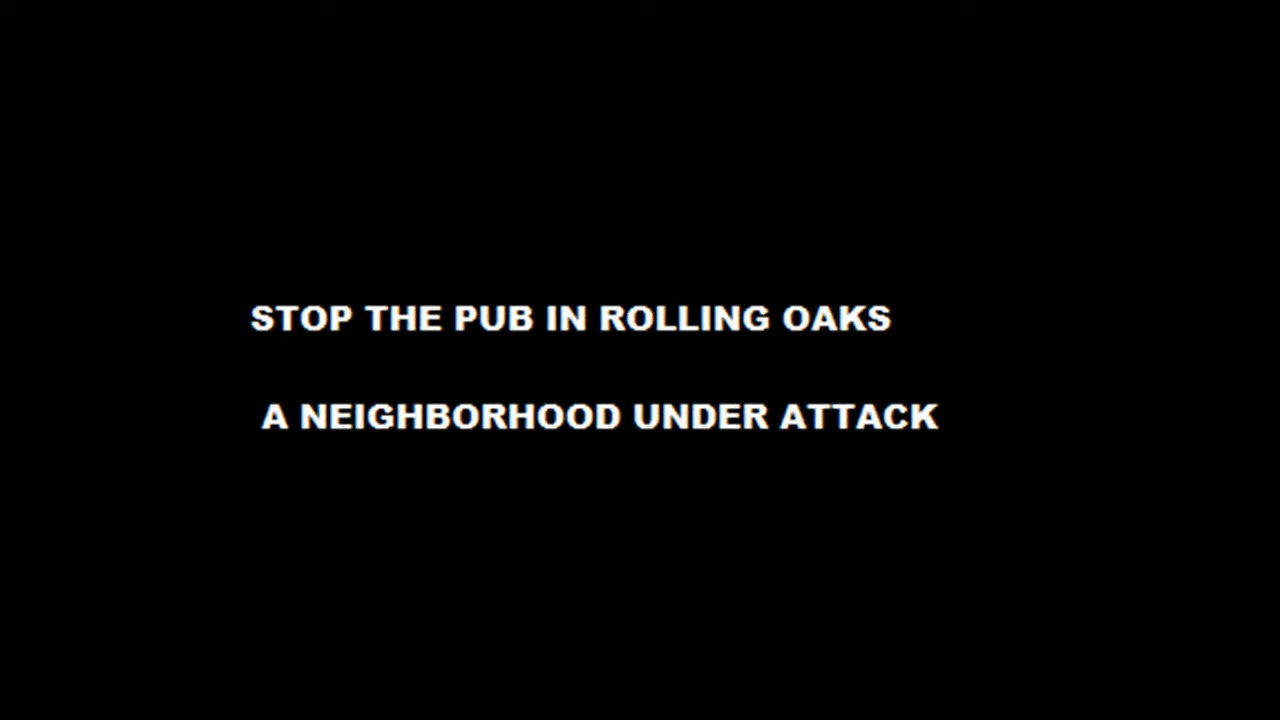 STOP THE PUB IN ROLLING OAKS
A NEIGHBORHOOD UNDER ATTACK